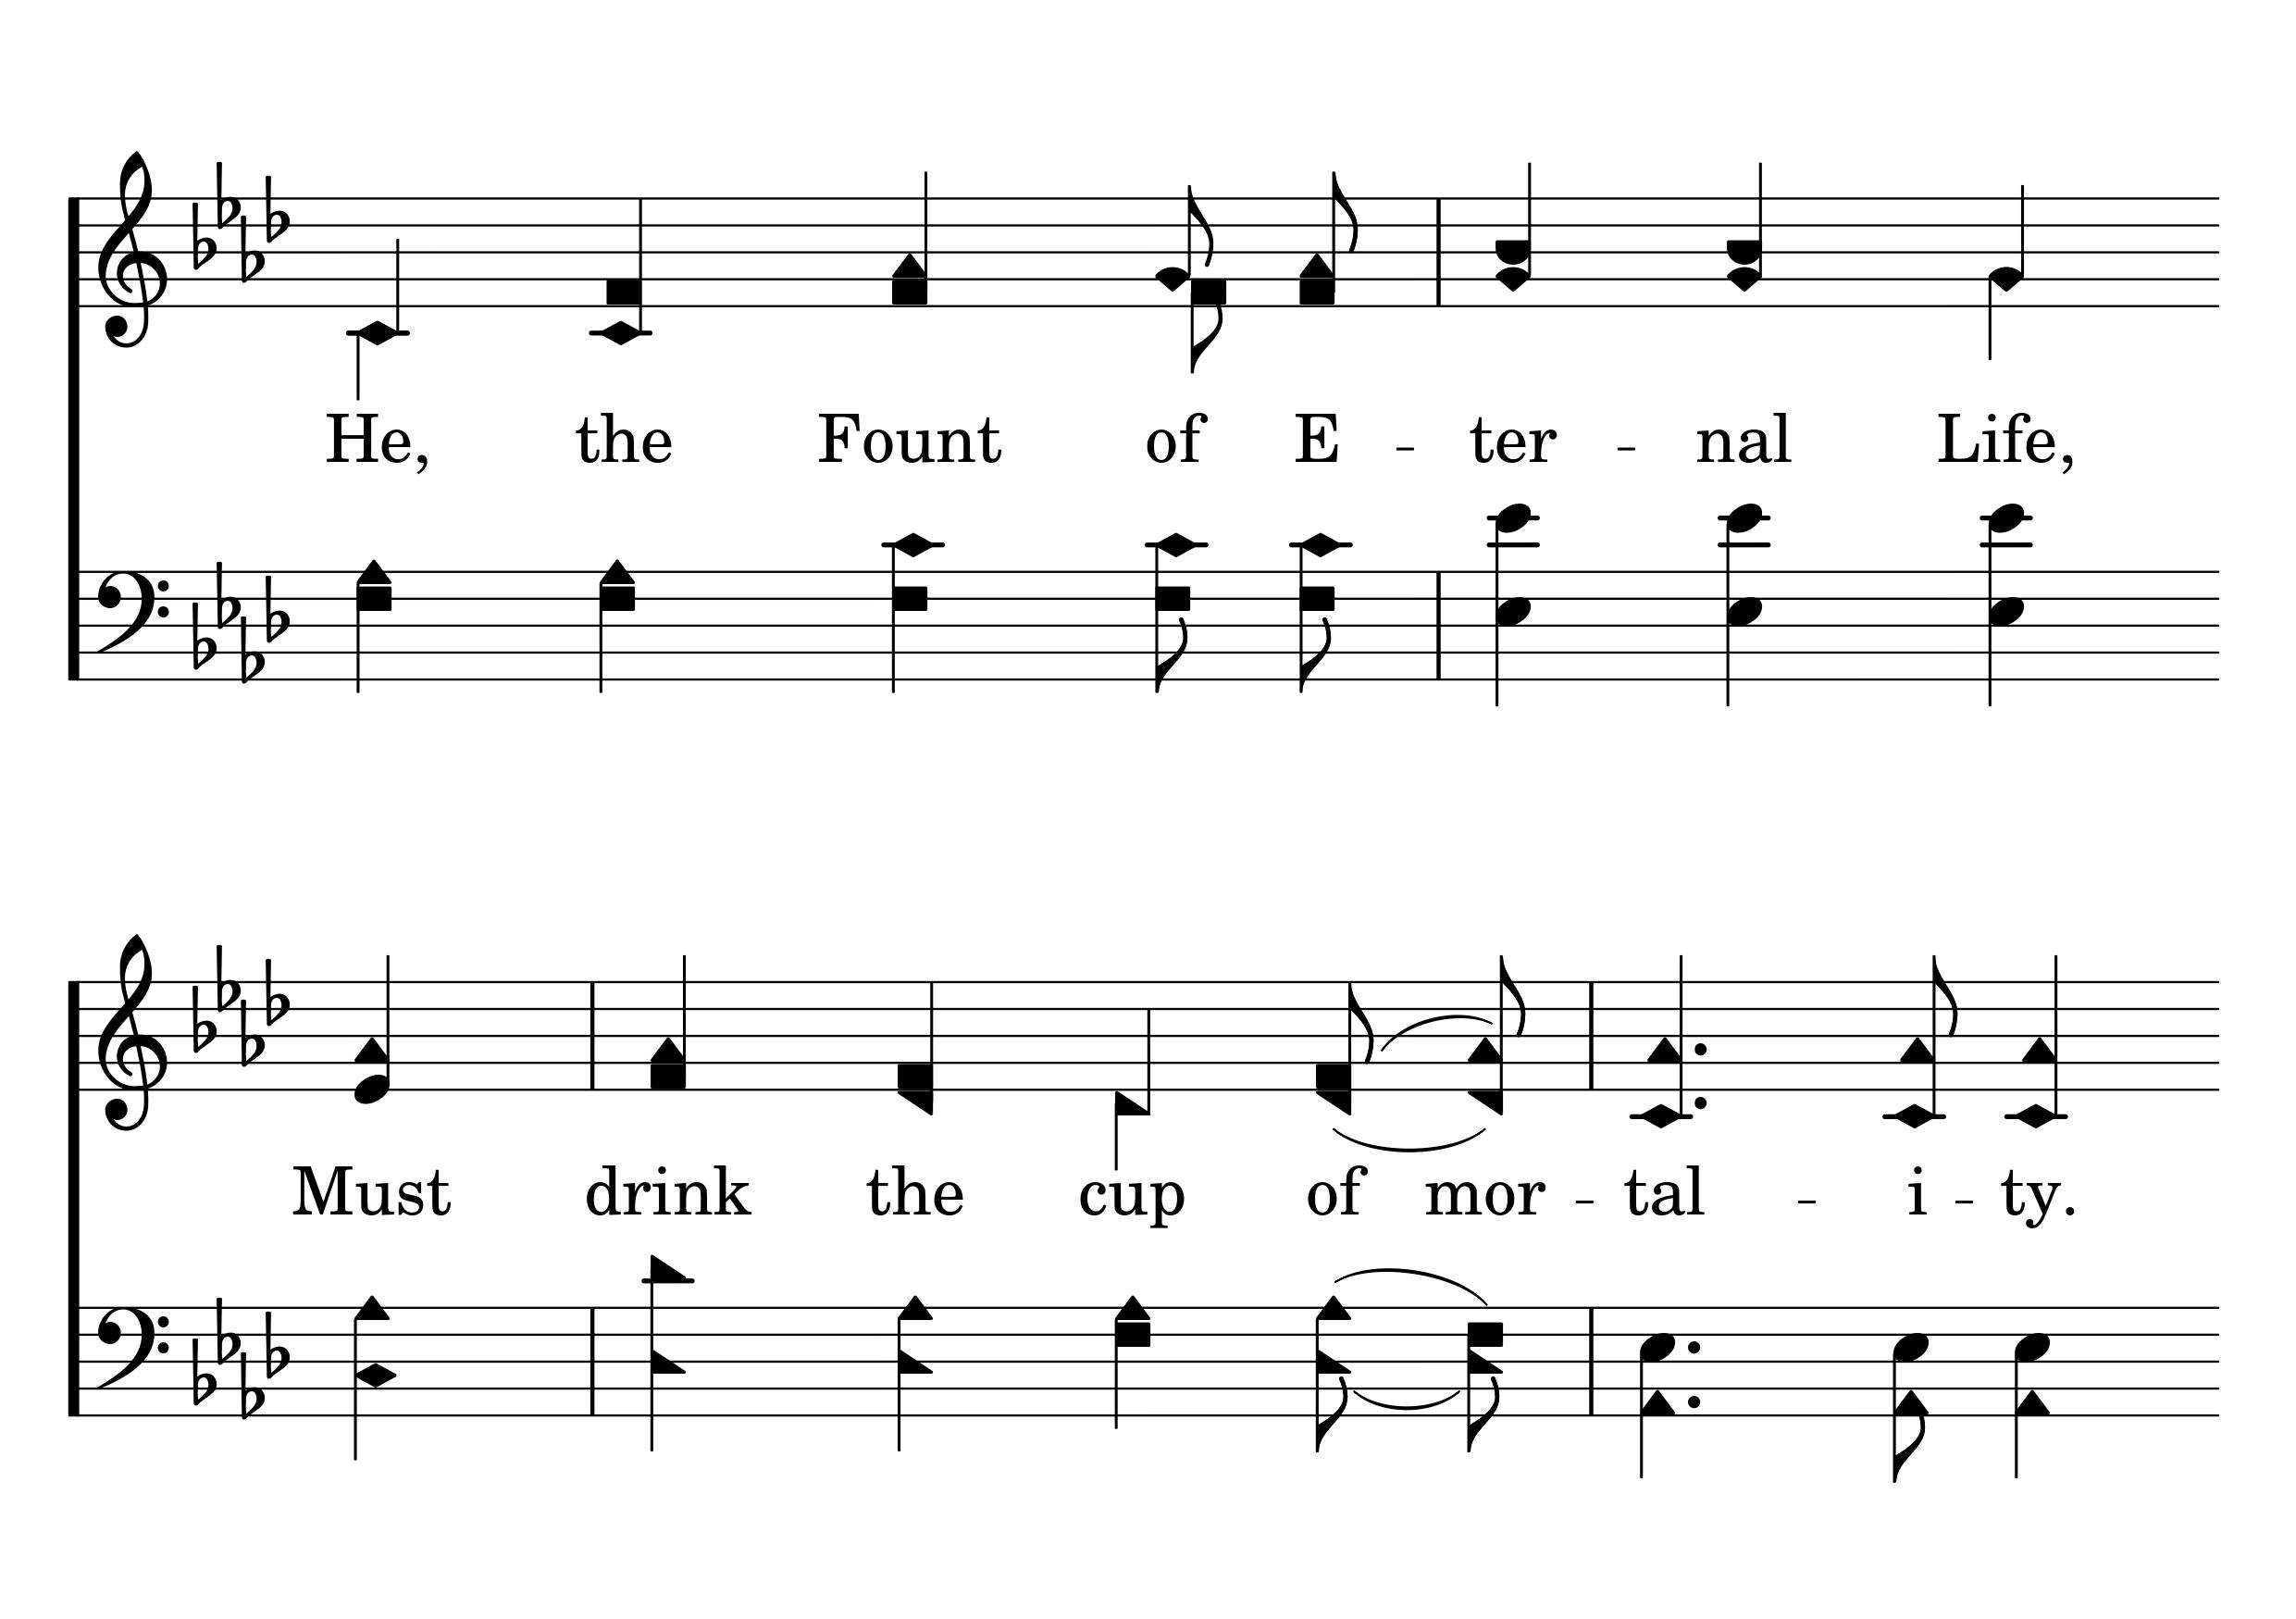 He, the Fount of E - ter - nal Life,
Must drink the cup of mor - tal - i - ty.